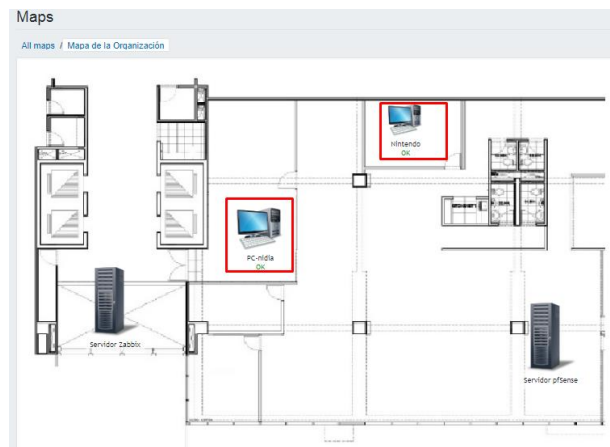 Maps
All maps / Mapa de la Organización
Nintendo
OK
PC-nidia
OK
Servidor Zabbix
Servidor pfSense